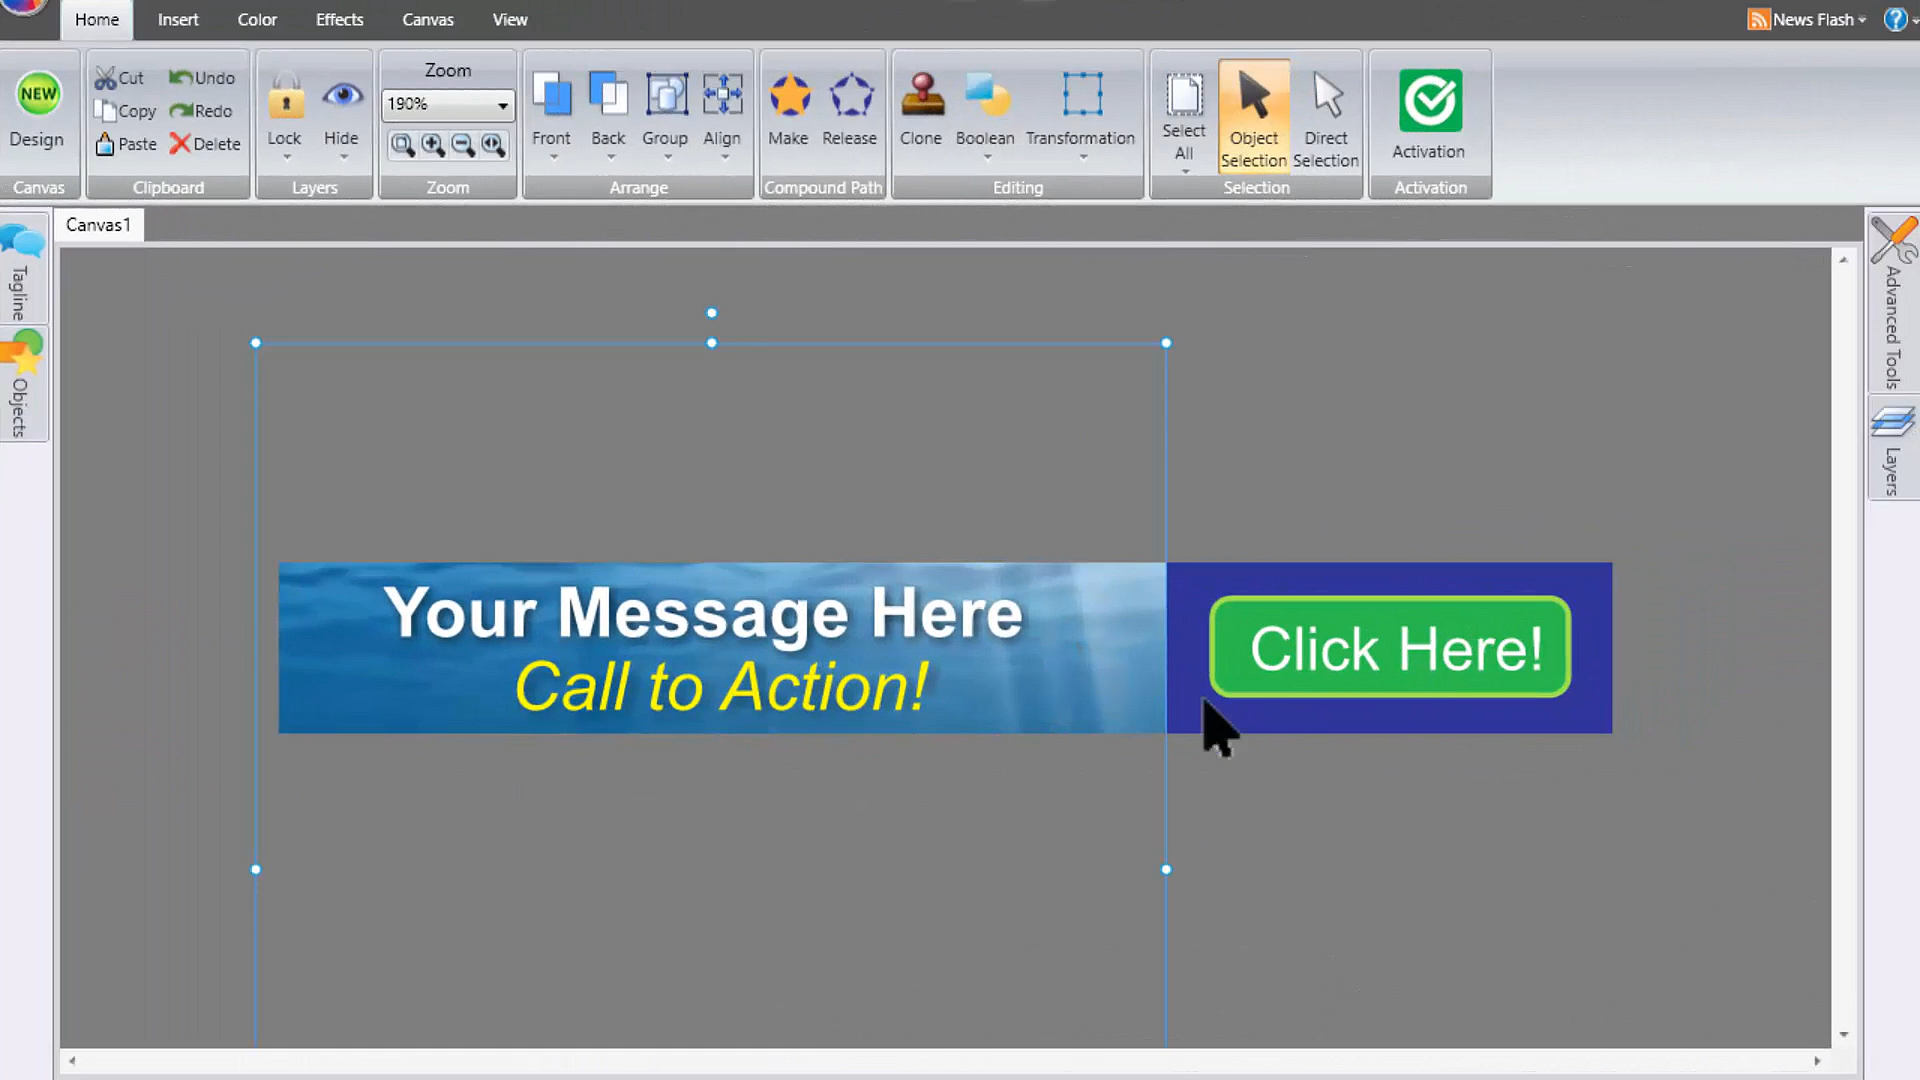 Home Insert Color Effects Canvas View News Flash ?
NEW
Design
Canvas
Cut Undo
Copy Redo
Paste Delete
Clipboard
Lock Hide
Layers
Zoom
190%
Zoom
Front Back Group Align
Arrange
Make Release
Compound Path
Clone Boolean Transformation
Editing
Select All Object Selection Direct Selection
Selection
Activation
Activation
Canvas1
Tagline
Objects
Advanced Tools
Layers
Your Message Here
Call to Action!
Click Here!